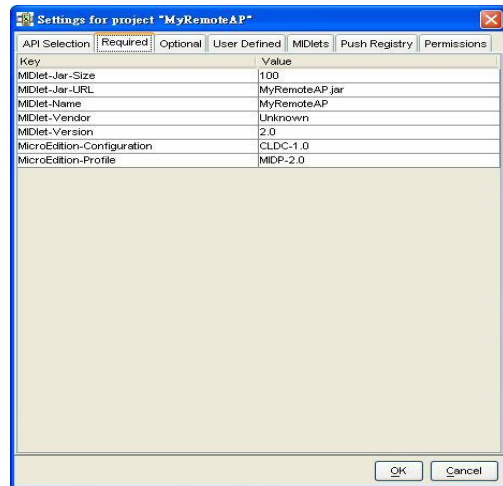 Settings for project "MyRemoteAP"
API Selection Required Optional User Defined MIDlets Push Registry Permissions
Key Value
MIDlet-Jar-Size 100
MIDlet-Jar-URL MyRemoteAP.jar
MIDlet-Name MyRemoteAP
MIDlet-Vendor Unknown
MIDlet-Version 2.0
MicroEdition-Configuration CLDC-1.0
MicroEdition-Profile MIDP-2.0
OK Cancel